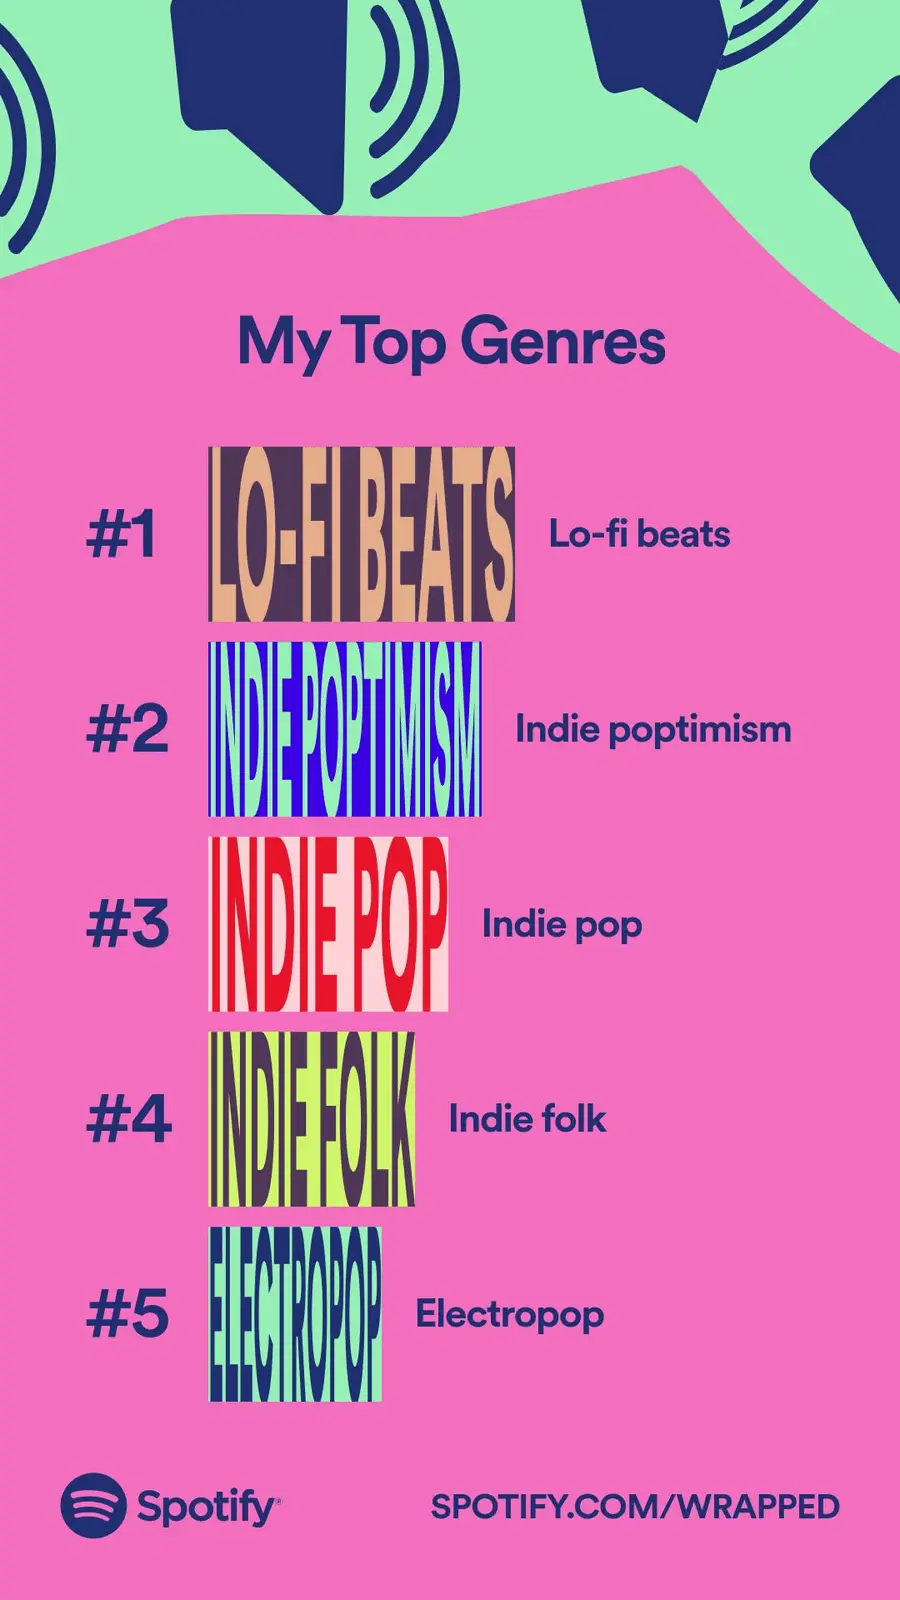 My Top Genres
#1 LO-FI BEATS Lo-fi beats
#2 INDIE POPTIMISM Indie poptimism
#3 INDIE POP Indie pop
#4 INDIE FOLK Indie folk
#5 ELECTROPOP Electropop
Spotify® SPOTIFY.COM/WRAPPED